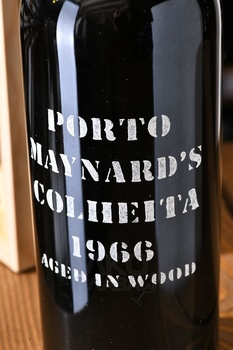 PORTO
MAYNARD'S
COLHEITA
1966
AGED IN WOOD